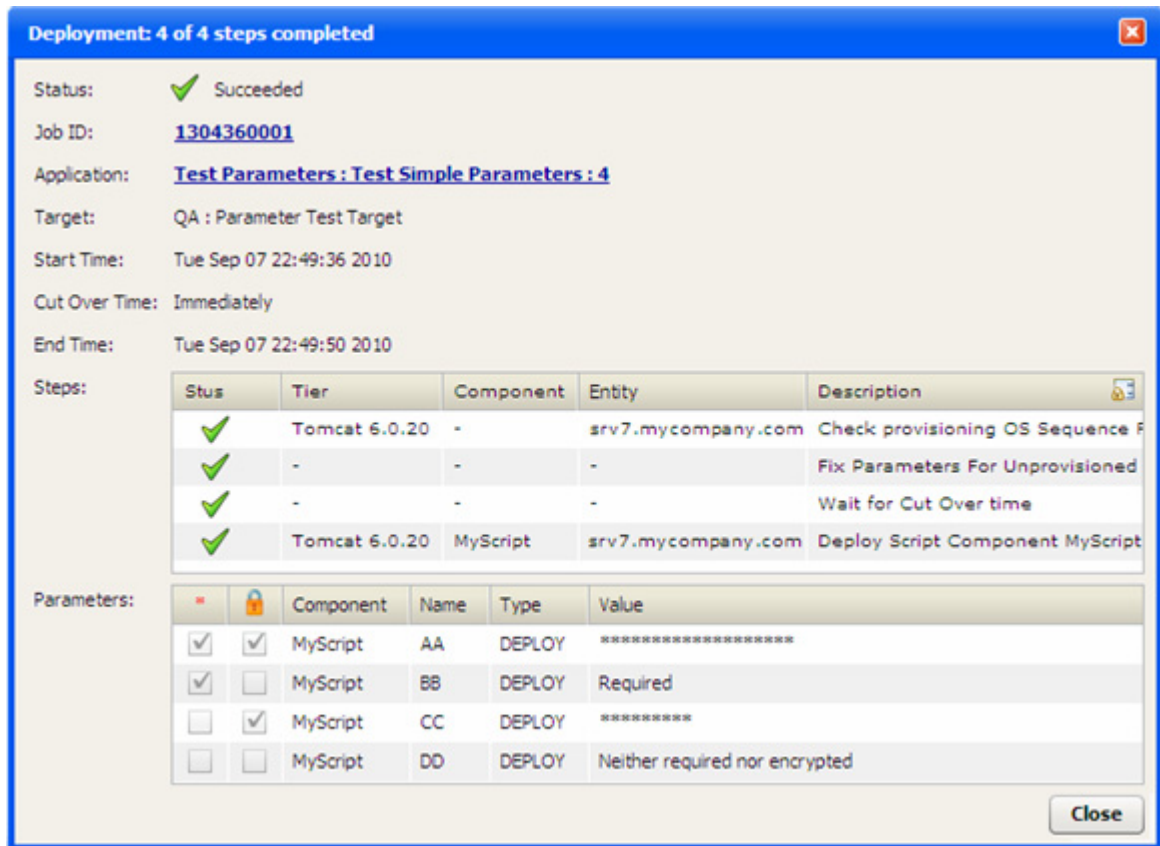 Deployment: 4 of 4 steps completed
Status: Succeeded
Job ID: 1304360001
Application: Test Parameters : Test Simple Parameters : 4
Target: QA : Parameter Test Target
Start Time: Tue Sep 07 22:49:36 2010
Cut Over Time: Immediately
End Time: Tue Sep 07 22:49:50 2010
Steps:
Stus Tier Component Entity Description
Tomcat 6.0.20 - srv7.mycompany.com Check provisioning OS Sequence
- - - Fix Parameters For Unprovisioned
- - - Wait for Cut Over time
Tomcat 6.0.20 MyScript srv7.mycompany.com Deploy Script Component MyScript
Parameters:
* Component Name Type Value
MyScript AA DEPLOY *******************
MyScript BB DEPLOY Required
MyScript CC DEPLOY *********
MyScript DD DEPLOY Neither required nor encrypted
Close